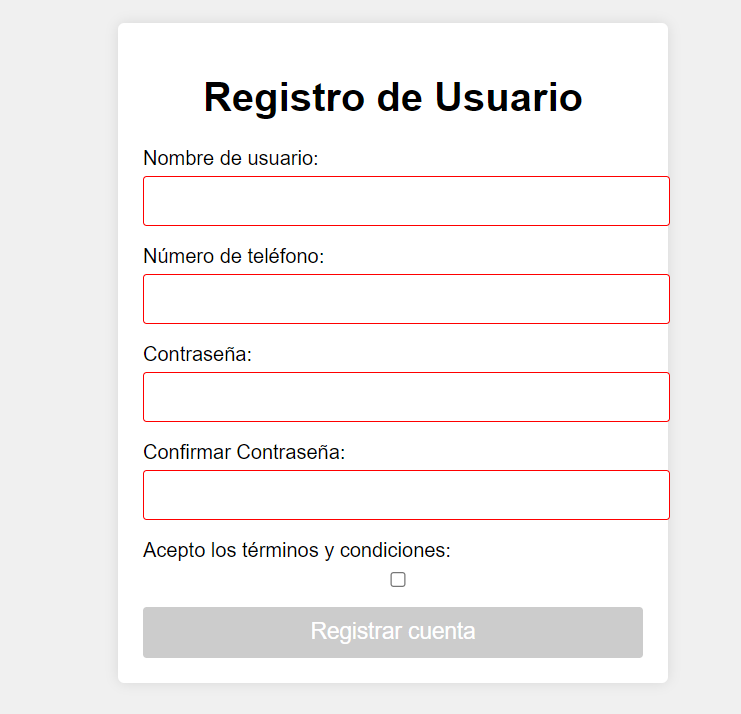 Registro de Usuario
Nombre de usuario:
Número de teléfono:
Contraseña:
Confirmar Contraseña:
Acepto los términos y condiciones:
Registrar cuenta